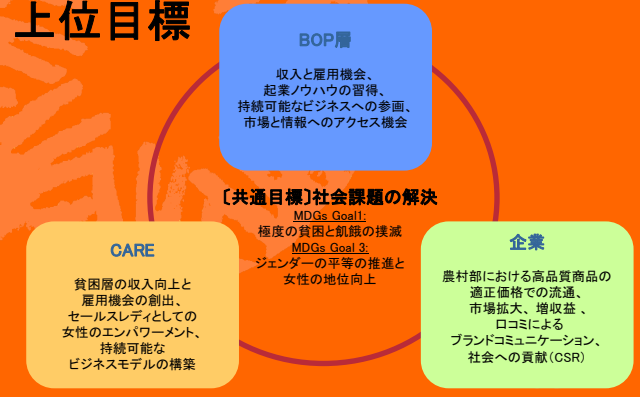 上位目標
BOP層
収入と雇用機会、
起業ノウハウの習得、
持続可能なビジネスへの参画、
市場と情報へのアクセス機会
〔共通目標〕社会課題の解決
MDGs Goal1:
極度の貧困と飢餓の撲滅
MDGs Goal 3:
ジェンダーの平等の推進と
女性の地位向上
CARE
貧困層の収入向上と
雇用機会の創出、
セールスレディとしての
女性のエンパワーメント、
持続可能な
ビジネスモデルの構築
企業
農村部における高品質商品の
適正価格での流通、
市場拡大、増収益 、
口コミによる
ブランドコミュニケーション、
社会への貢献(CSR)